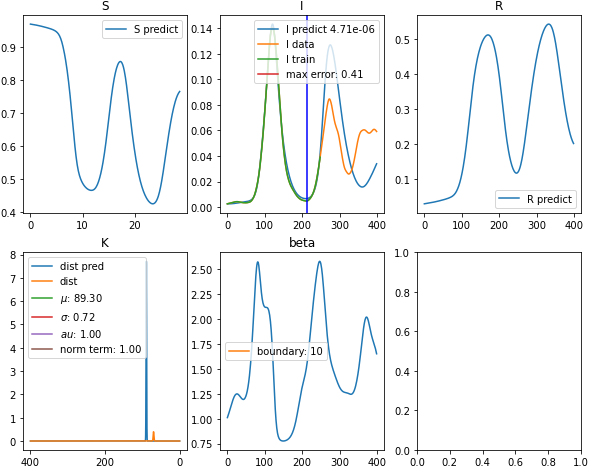 S
S predict
0.4 0.5 0.6 0.7 0.8 0.9
0 10 20
I
I predict 4.71e-06
I data
I train
max error: 0.41
0.00 0.02 0.04 0.06 0.08 0.10 0.12 0.14
0 100 200 300 400
R
R predict
0.1 0.2 0.3 0.4 0.5
0 100 200 300 400
K
dist pred
dist
μ: 89.30
σ: 0.72
au: 1.00
norm term: 1.00
0 1 2 3 4 5 6 7 8
400 200 0
beta
boundary: 10
0.75 1.00 1.25 1.50 1.75 2.00 2.25 2.50
0 100 200 300 400
0.0 0.2 0.4 0.6 0.8 1.0
0.0 0.2 0.4 0.6 0.8 1.0